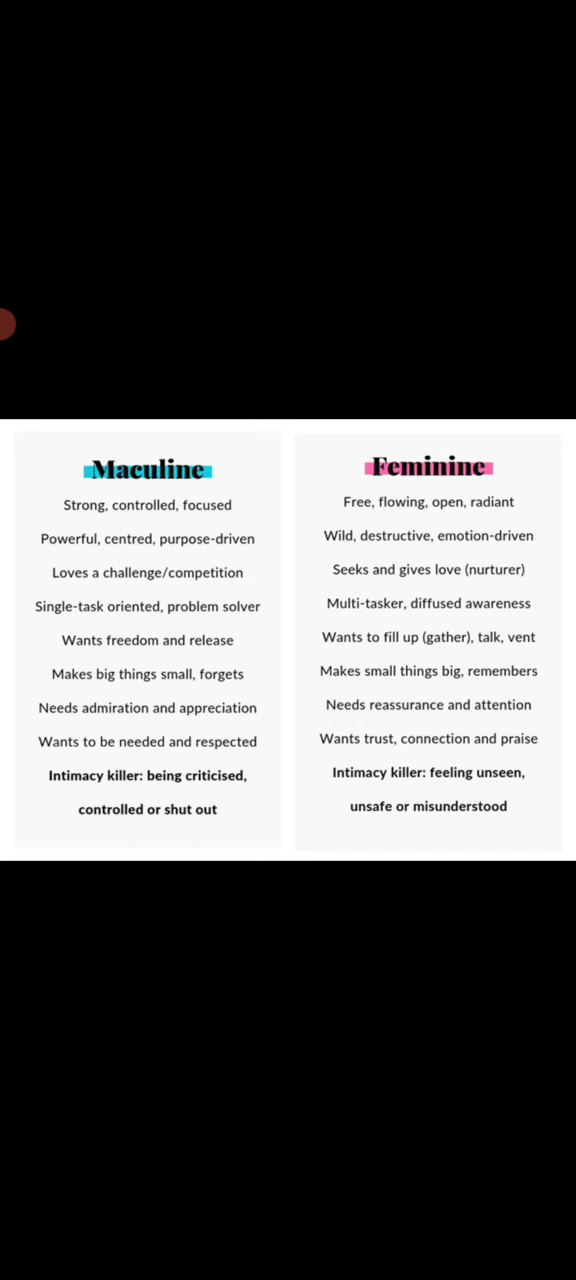 Maculine
Strong, controlled, focused
Powerful, centred, purpose-driven
Loves a challenge/competition
Single-task oriented, problem solver
Wants freedom and release
Makes big things small, forgets
Needs admiration and appreciation
Wants to be needed and respected
Intimacy killer: being criticised,
controlled or shut out
Feminine
Free, flowing, open, radiant
Wild, destructive, emotion-driven
Seeks and gives love (nurturer)
Multi-tasker, diffused awareness
Wants to fill up (gather), talk, vent
Makes small things big, remembers
Needs reassurance and attention
Wants trust, connection and praise
Intimacy killer: feeling unseen,
unsafe or misunderstood